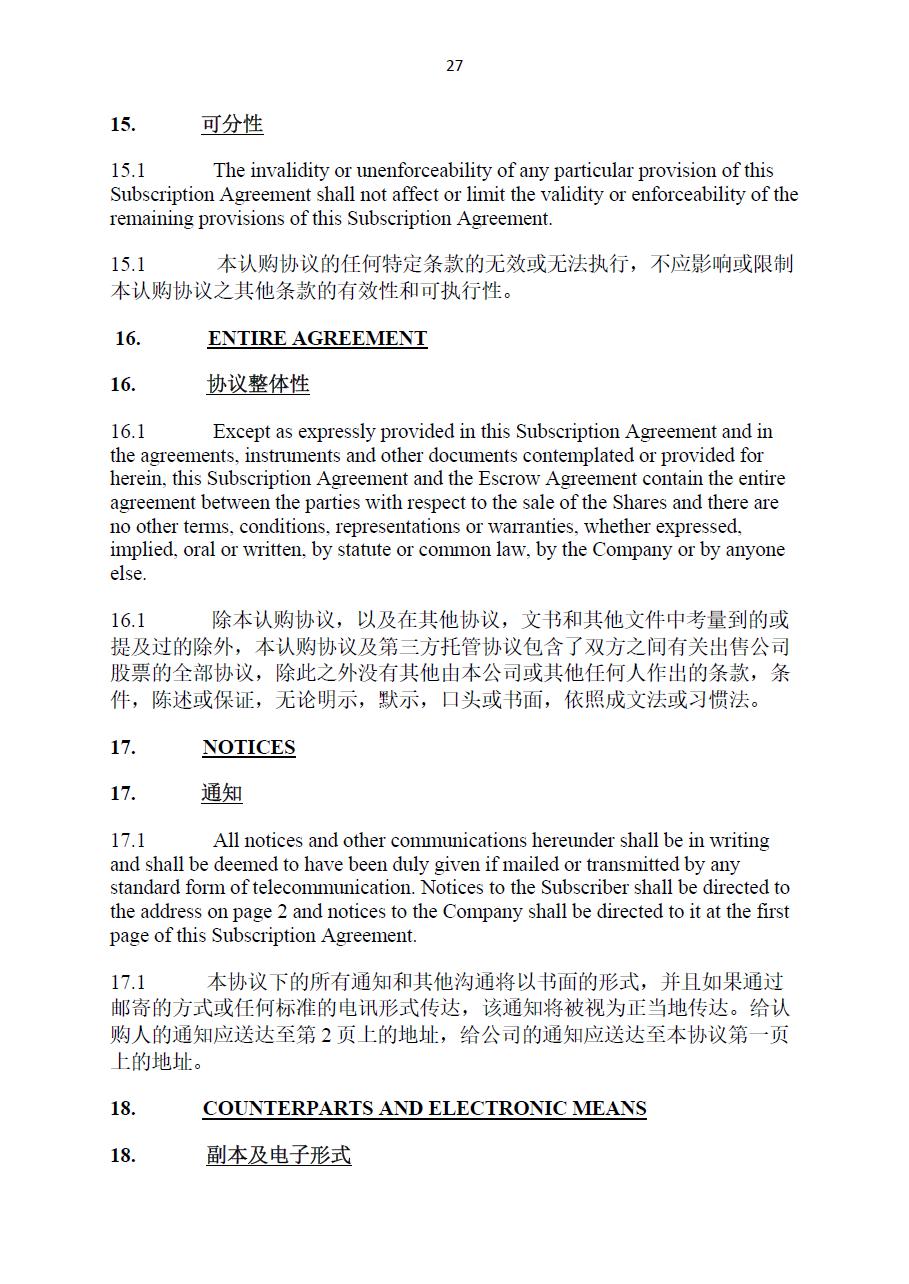 27
15. 可分性
15.1 The invalidity or unenforceability of any particular provision of this
Subscription Agreement shall not affect or limit the validity or enforceability of the
remaining provisions of this Subscription Agreement.
15.1 本认购协议的任何特定条款的无效或无法执行，不应影响或限制
本认购协议之其他条款的有效性和可执行性。
16. ENTIRE AGREEMENT
16. 协议整体性
16.1 Except as expressly provided in this Subscription Agreement and in
the agreements, instruments and other documents contemplated or provided for
herein, this Subscription Agreement and the Escrow Agreement contain the entire
agreement between the parties with respect to the sale of the Shares and there are
no other terms, conditions, representations or warranties, whether expressed,
implied, oral or written, by statute or common law, by the Company or by anyone
else.
16.1 除本认购协议，以及在其他协议，文书和其他文件中考量到的或
提及过的除外，本认购协议及第三方托管协议包含了双方之间有关出售公司
股票的全部协议，除此之外没有其他由本公司或其他任何人作出的条款，条
件，陈述或保证，无论明示，默示，口头或书面，依照成文法或习惯法。
17. NOTICES
17. 通知
17.1 All notices and other communications hereunder shall be in writing
and shall be deemed to have been duly given if mailed or transmitted by any
standard form of telecommunication. Notices to the Subscriber shall be directed to
the address on page 2 and notices to the Company shall be directed to it at the first
page of this Subscription Agreement.
17.1 本协议下的所有通知和其他沟通将以书面的形式，并且如果通过
邮寄的方式或任何标准的电讯形式传达，该通知将被视为正当地传达。给认
购人的通知应送达至第 2 页上的地址，给公司的通知应送达至本协议第一页
上的地址。
18. COUNTERPARTS AND ELECTRONIC MEANS
18. 副本及电子形式